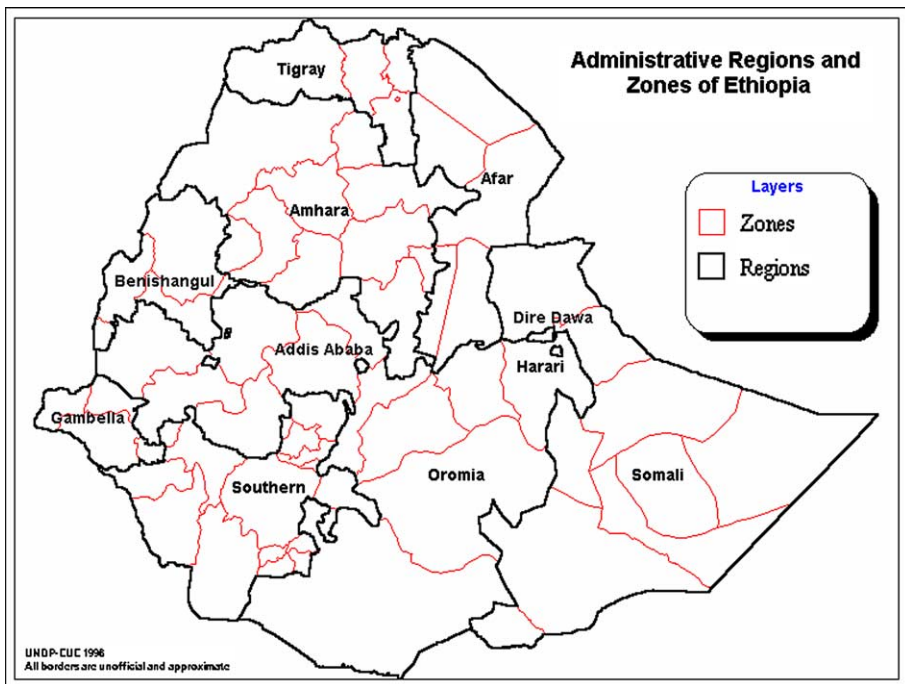 Administrative Regions and
Zones of Ethiopia
Tigray
Afar
Layers
Zones
Regions
Amhara
Benishangul
Dire Dawa
Addis Ababa
Harari
Gambella
Oromia
Somali
Southern
UNDP-CUC 1996
All borders are unofficial and approximate